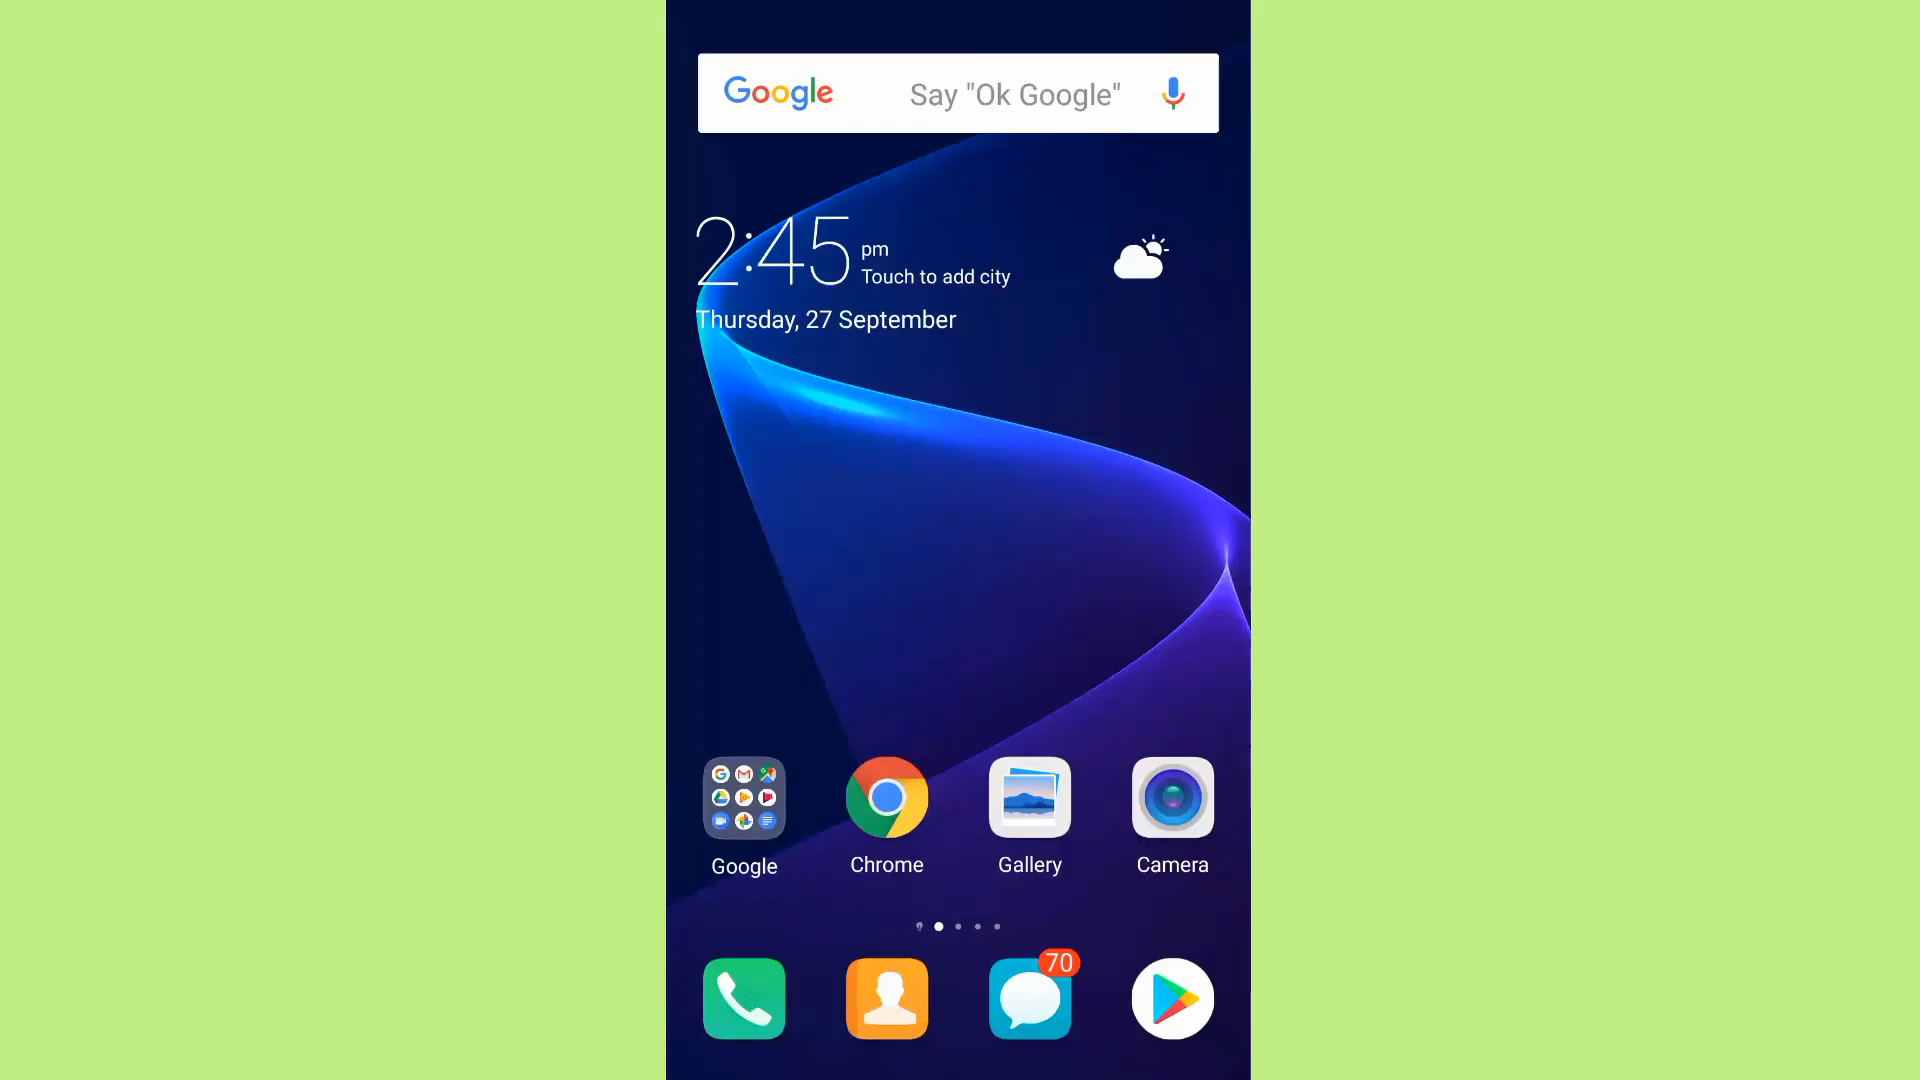 Google Say "Ok Google"
2:45 pm
Touch to add city
Thursday, 27 September
Google Chrome Gallery Camera
70